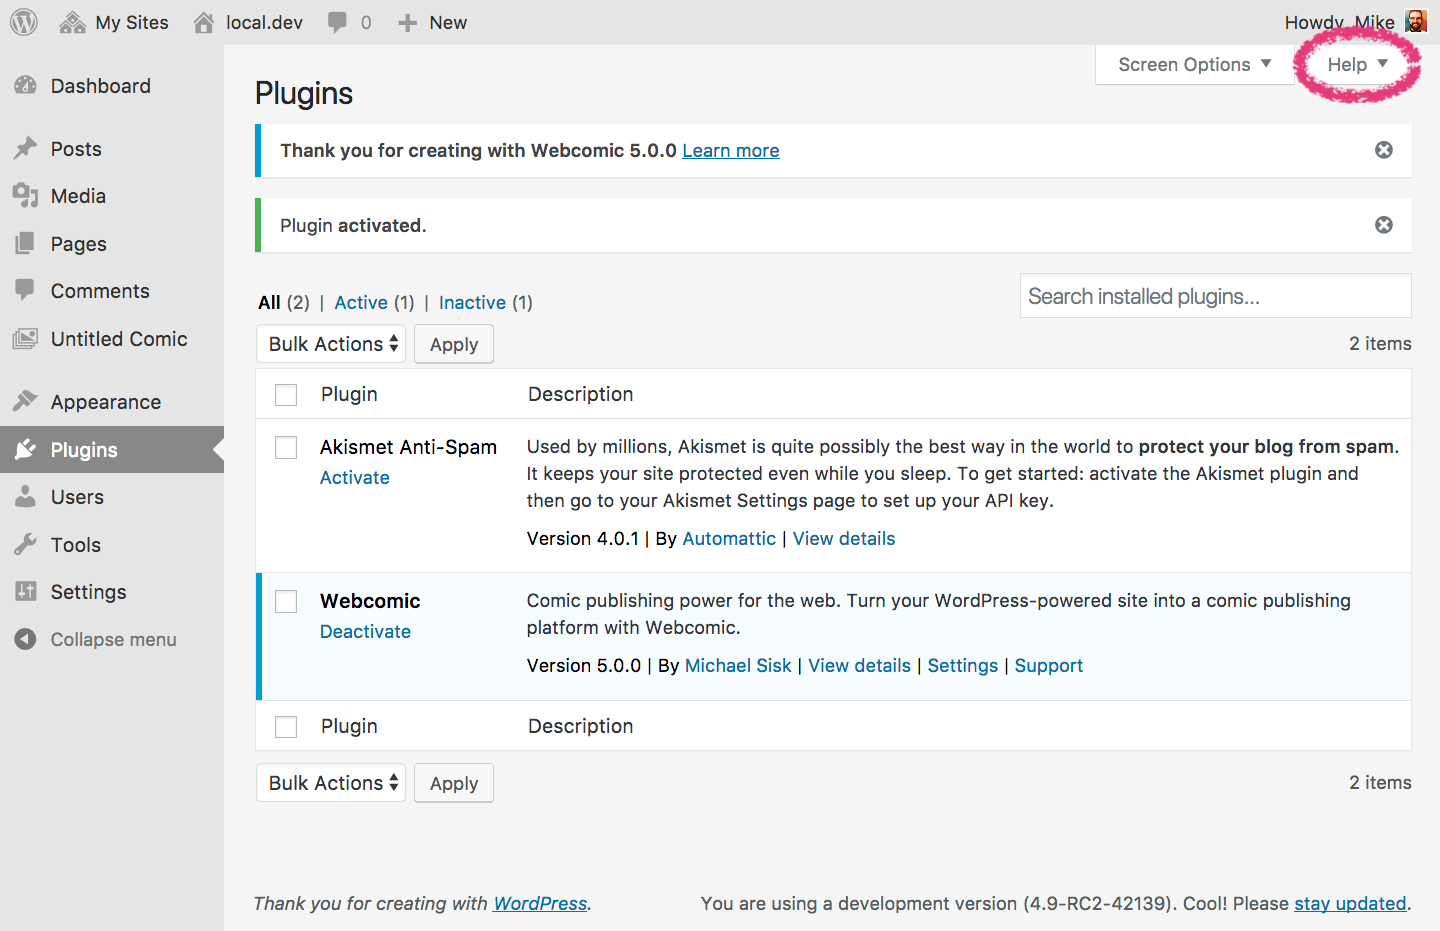 My Sites local.dev 0 New Howdy, Mike
Screen Options Help
Dashboard
Posts
Media
Pages
Comments
Untitled Comic
Appearance
Plugins
Users
Tools
Settings
Collapse menu
Plugins
Thank you for creating with Webcomic 5.0.0 Learn more
Plugin activated.
All (2) | Active (1) | Inactive (1)
Search installed plugins...
Bulk Actions Apply 2 items
Plugin Description
Akismet Anti-Spam
Activate
Used by millions, Akismet is quite possibly the best way in the world to protect your blog from spam.
It keeps your site protected even while you sleep. To get started: activate the Akismet plugin and
then go to your Akismet Settings page to set up your API key.
Version 4.0.1 | By Automattic | View details
Webcomic
Deactivate
Comic publishing power for the web. Turn your WordPress-powered site into a comic publishing
platform with Webcomic.
Version 5.0.0 | By Michael Sisk | View details | Settings | Support
Plugin Description
Bulk Actions Apply 2 items
Thank you for creating with WordPress. You are using a development version (4.9-RC2-42139). Cool! Please stay updated.